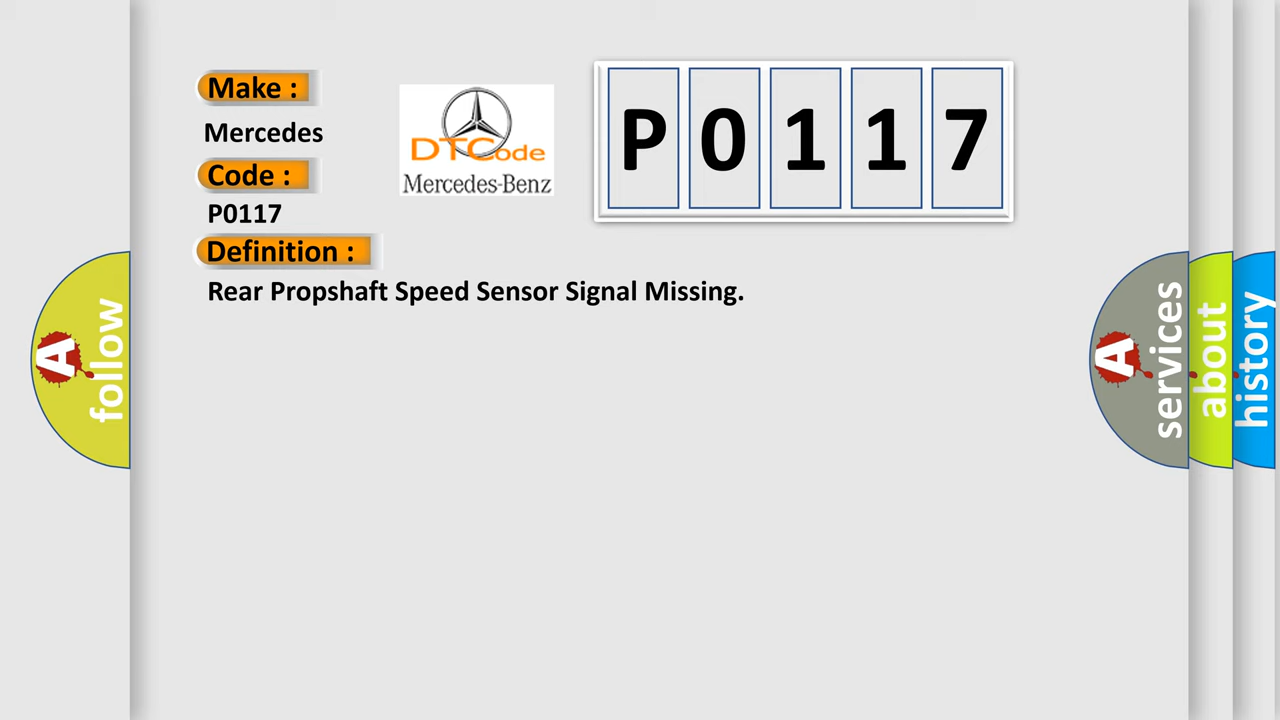 Make :
Mercedes
Code :
P0117
Definition :
Rear Propshaft Speed Sensor Signal Missing.
DTCode
Mercedes-Benz
P 0 1 1 7
A
follow
A
services
about
history